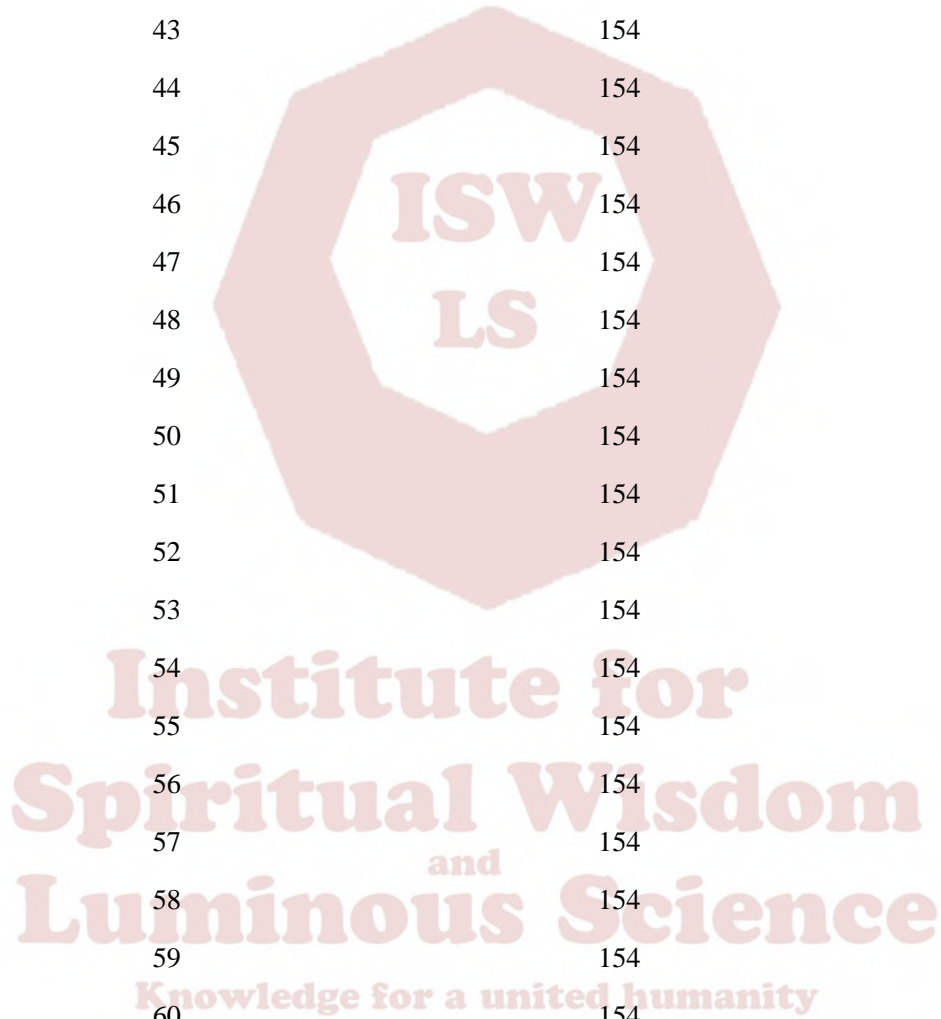 43 154
44 154
45 154
ISW
46 154
47 154
LS
48 154
49 154
50 154
51 154
52 154
53 154
Institute for
54 154
55 154
Spiritual Wisdom
56 154
57 154
and
Luminous Science
58 154
59 154
Knowledge for a united humanity
60 154